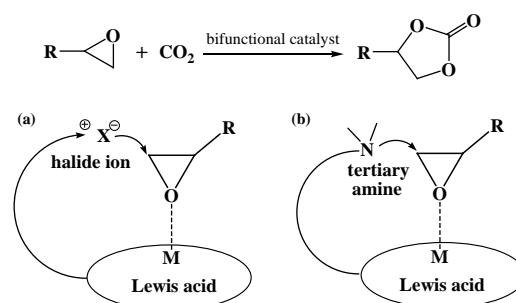 R O + CO₂ bifunctional catalyst R O O O
(a) ⊕ X⊖ R
halide ion
O
M
Lewis acid
(b) N R
tertiary
amine
O
M
Lewis acid